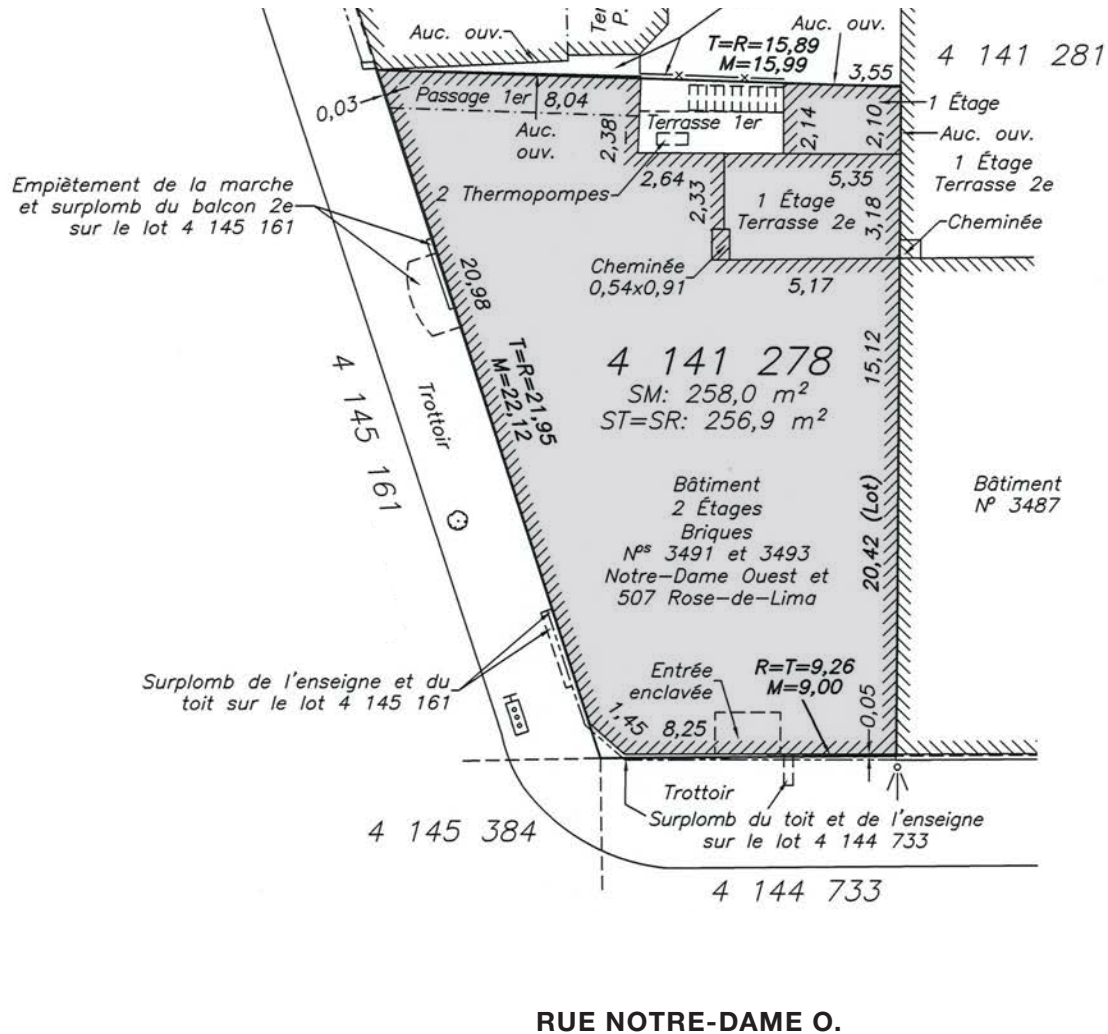 Auc. ouv.
Ter
P.
T=R=15,89
M=15,99
Auc. ouv.
3,55
4 141 281
0,03
Passage 1er
8,04
Auc.
ouv.
2,38
Terrasse 1er
2,14
2,10
1 Étage
Auc. ouv.
1 Étage
Terrasse 2e
Empiètement de la marche
et surplomb du balcon 2e
sur le lot 4 145 161
2 Thermopompes
2,64
2,33
5,35
1 Étage
Terrasse 2e
3,18
Cheminée
Cheminée
0,54x0,91
5,17
20,98
T=R=21,95
M=22,12
4 141 278
SM: 258,0 m²
ST=SR: 256,9 m²
15,12
4 145 161
Trottoir
Bâtiment
2 Étages
Briques
Nᵖˢ 3491 et 3493
Notre-Dame Ouest et
507 Rose-de-Lima
20,42 (Lot)
Bâtiment
Nº 3487
Surplomb de l'enseigne et du
toit sur le lot 4 145 161
H
1,45
8,25
Entrée
enclavée
R=T=9,26
M=9,00
0,05
Trottoir
Surplomb du toit et de l'enseigne
sur le lot 4 144 733
4 145 384
4 144 733
RUE NOTRE-DAME O.